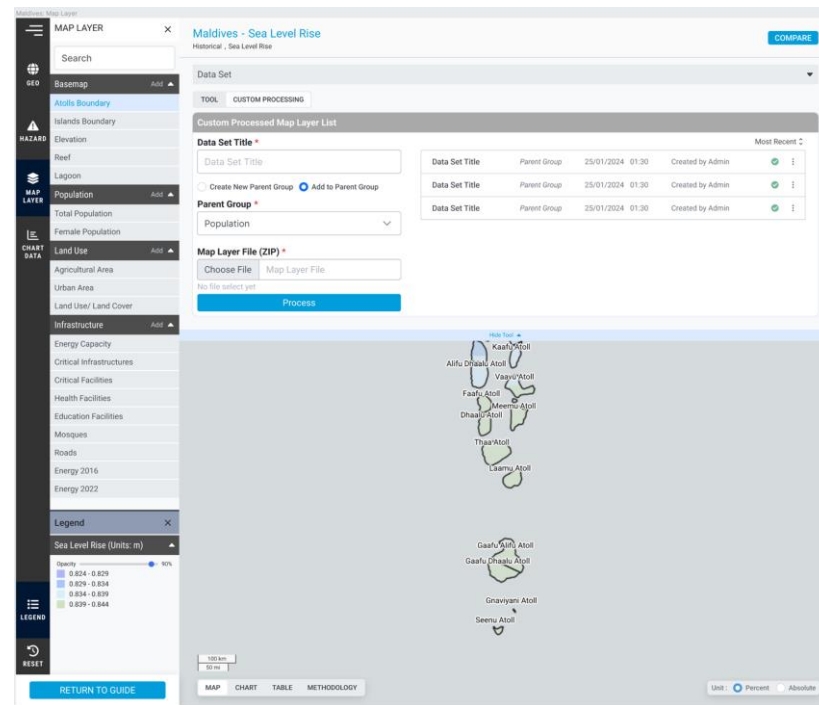 Maldives: Map Layer
MAP LAYER
×
Search
GEO
HAZARD
MAP LAYER
CHART DATA
LEGEND
RESET
Basemap Add
Atolls Boundary
Islands Boundary
Elevation
Reef
Lagoon
Population Add
Total Population
Female Population
Land Use Add
Agricultural Area
Urban Area
Land Use/ Land Cover
Infrastructure Add
Energy Capacity
Critical Infrastructures
Critical Facilities
Health Facilities
Education Facilities
Mosques
Roads
Energy 2016
Energy 2022
Legend ×
Sea Level Rise (Units: m)
Opacity 90%
0.824 - 0.829
0.829 - 0.834
0.834 - 0.839
0.839 - 0.844
RETURN TO GUIDE
Maldives - Sea Level Rise
Historical , Sea Level Rise
COMPARE
Data Set
TOOL CUSTOM PROCESSING
Custom Processed Map Layer List
Data Set Title *
Data Set Title
Create New Parent Group Add to Parent Group
Parent Group *
Population
Map Layer File (ZIP) *
Choose File Map Layer File
No file select yet
Process
Most Recent
Data Set Title Parent Group 25/01/2024 01:30 Created by Admin
Data Set Title Parent Group 25/01/2024 01:30 Created by Admin
Data Set Title Parent Group 25/01/2024 01:30 Created by Admin
Hide Tool
Kaafu Atoll
Alifu Dhaalu Atoll
Vaavu Atoll
Faafu Atoll
Meemu Atoll
Dhaalu Atoll
Thaa Atoll
Laamu Atoll
Gaafu Alifu Atoll
Gaafu Dhaalu Atoll
Gnaviyani Atoll
Seenu Atoll
100 km
50 mi
MAP CHART TABLE METHODOLOGY
Unit : Percent Absolute